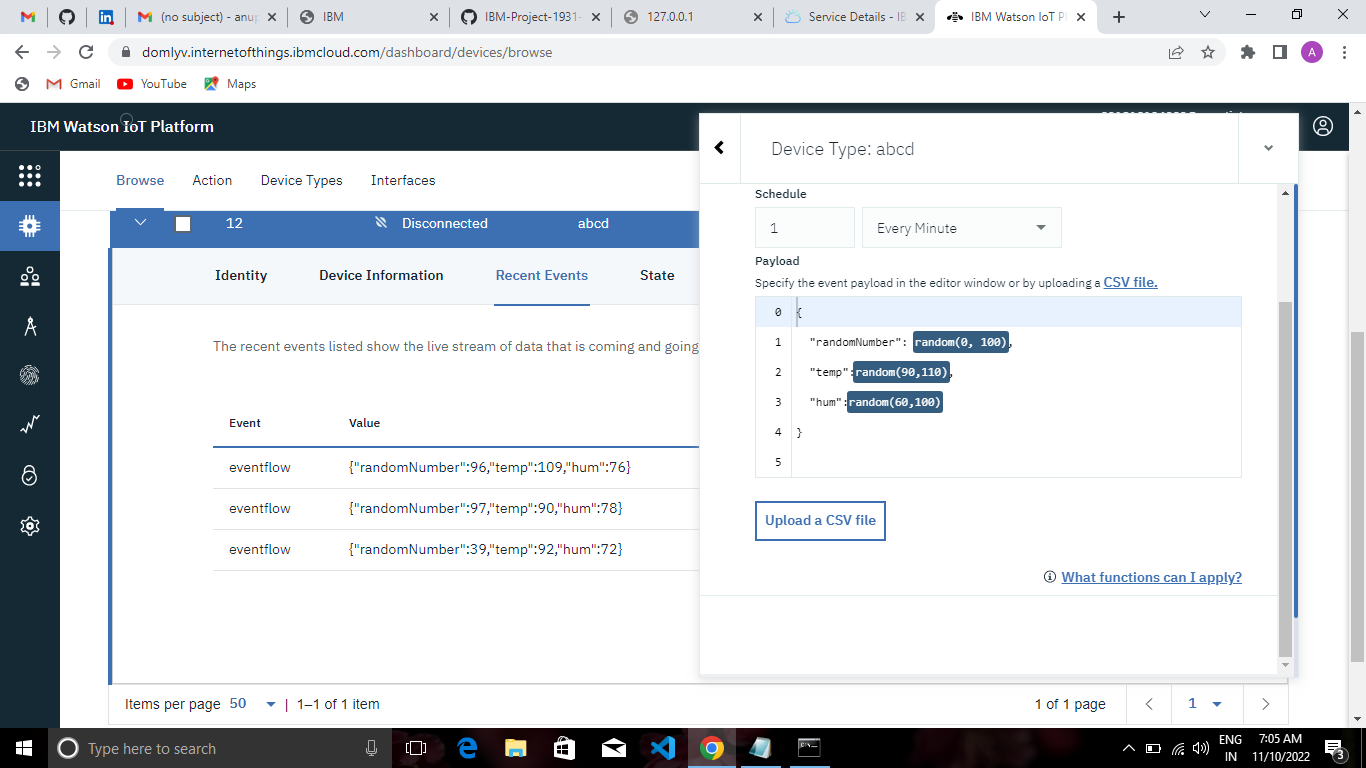 (no subject) - anup
IBM
IBM-Project-1931-
127.0.0.1
Service Details - IB
IBM Watson IoT Pl
domlyv.internetofthings.ibmcloud.com/dashboard/devices/browse
A
Gmail
YouTube
Maps
IBM Watson IoT Platform
Browse
Action
Device Types
Interfaces
12
Disconnected
abcd
Identity
Device Information
Recent Events
State
The recent events listed show the live stream of data that is coming and going
Event
Value
eventflow
{"randomNumber":96,"temp":109,"hum":76}
eventflow
{"randomNumber":97,"temp":90,"hum":78}
eventflow
{"randomNumber":39,"temp":92,"hum":72}
Device Type: abcd
Schedule
1
Every Minute
Payload
Specify the event payload in the editor window or by uploading a CSV file.
0 {
1 "randomNumber": random(0, 100),
2 "temp":random(90,110),
3 "hum":random(60,100)
4 }
5
Upload a CSV file
What functions can I apply?
Items per page 50 | 1–1 of 1 item
1 of 1 page
1
Type here to search
ENG
IN
7:05 AM
11/10/2022
3